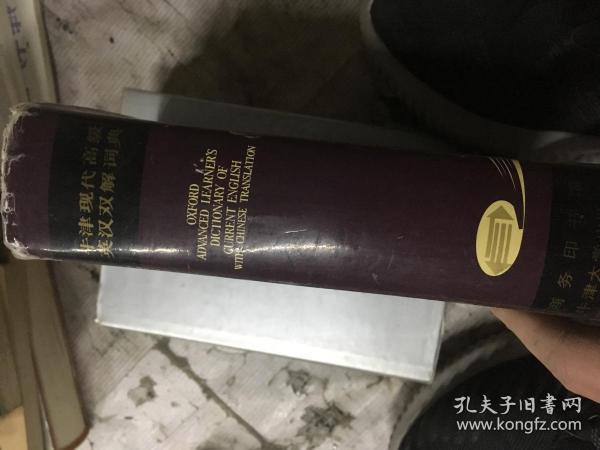 牛津现代高级
英汉双解词典
OXFORD
ADVANCED LEARNER'S
DICTIONARY OF
CURRENT ENGLISH
WITH CHINESE TRANSLATION
商务印书馆
牛津大学
孔夫子旧書网
www.kongfz.com